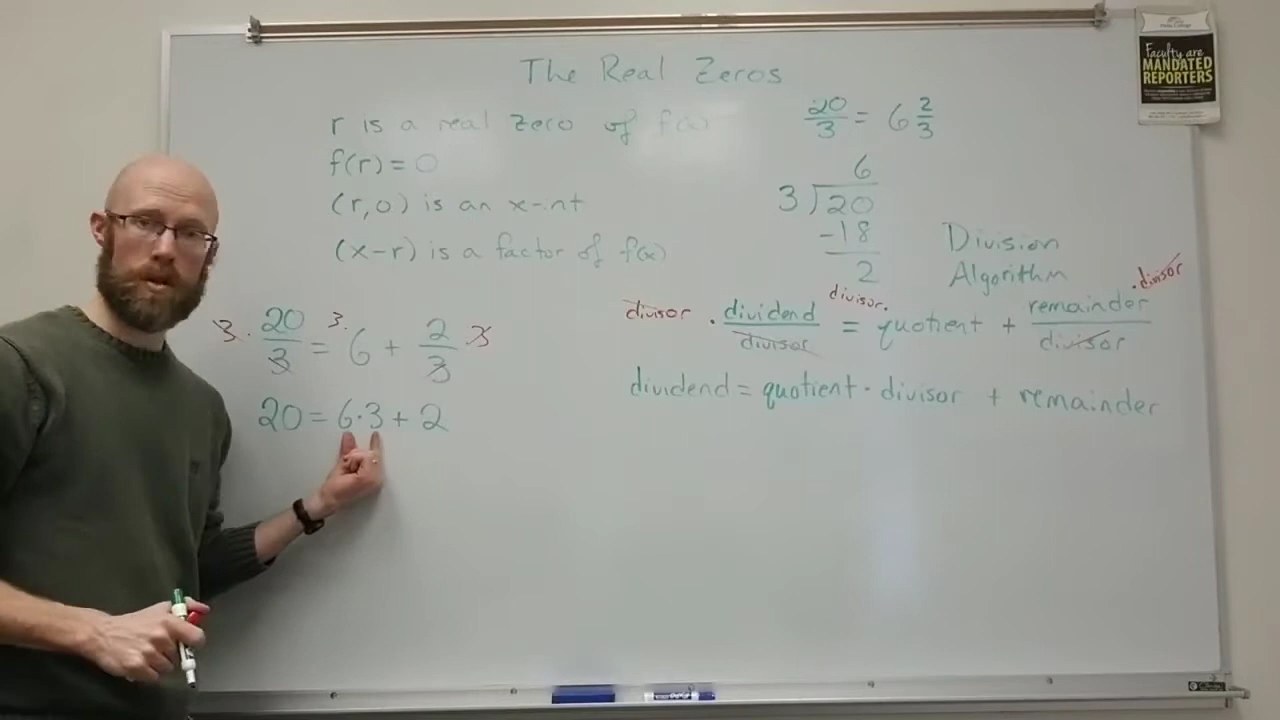 The Real Zeros
r is a real zero of f(x)
f(r) = 0
(r,0) is an x-int
(x-r) is a factor of f(x)
3 · 20/3 = 3 · 6 + 2/3 · 3
20 = 6·3 + 2
20/3 = 6 2/3
6
3 ⟌ 20
-18
2
Division
Algorithm
divisor · dividend/divisor = divisor · quotient + remainder/divisor · divisor
dividend = quotient · divisor + remainder
Faculty are
MANDATED
REPORTERS